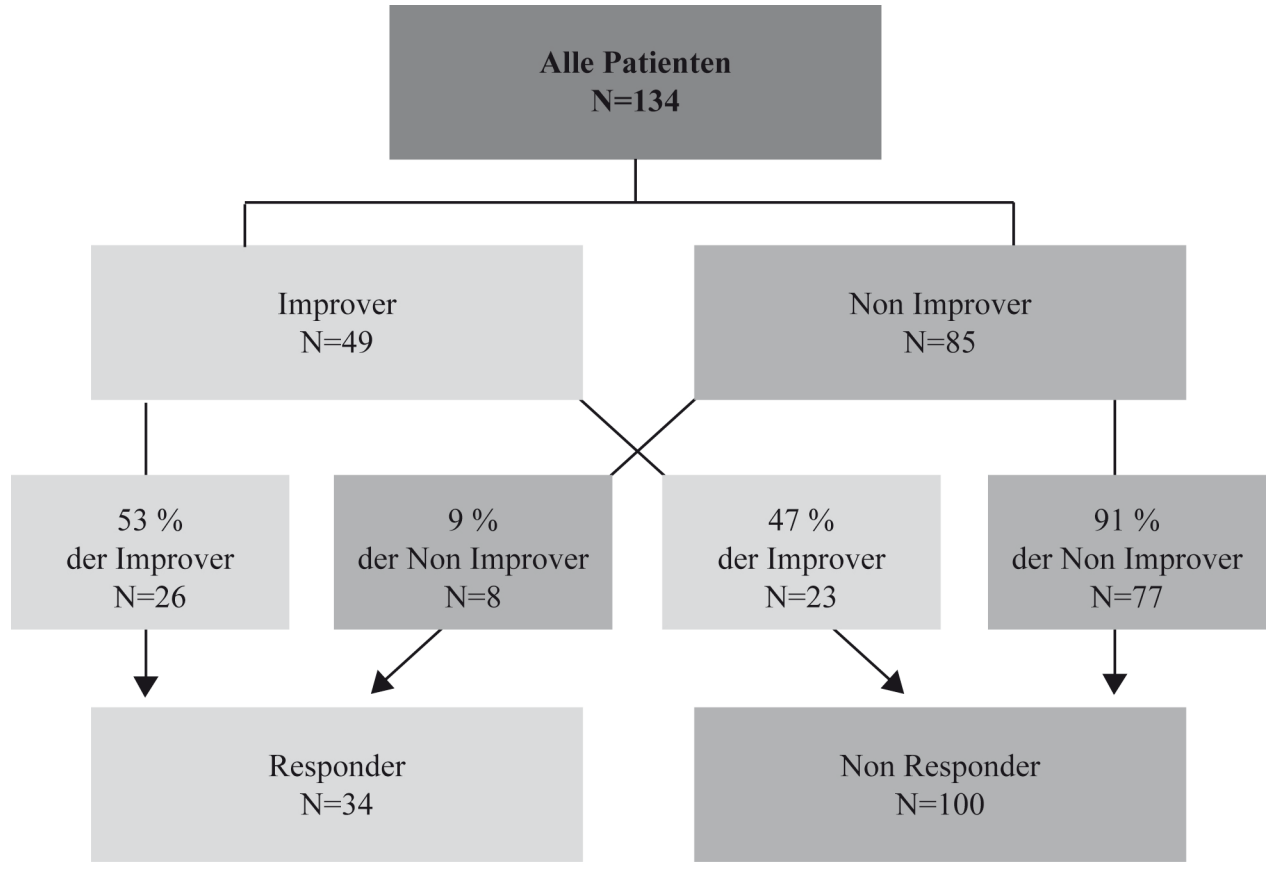 Alle Patienten
N=134
Improver
N=49
Non Improver
N=85
53 %
der Improver
N=26
9 %
der Non Improver
N=8
47 %
der Improver
N=23
91 %
der Non Improver
N=77
Responder
N=34
Non Responder
N=100